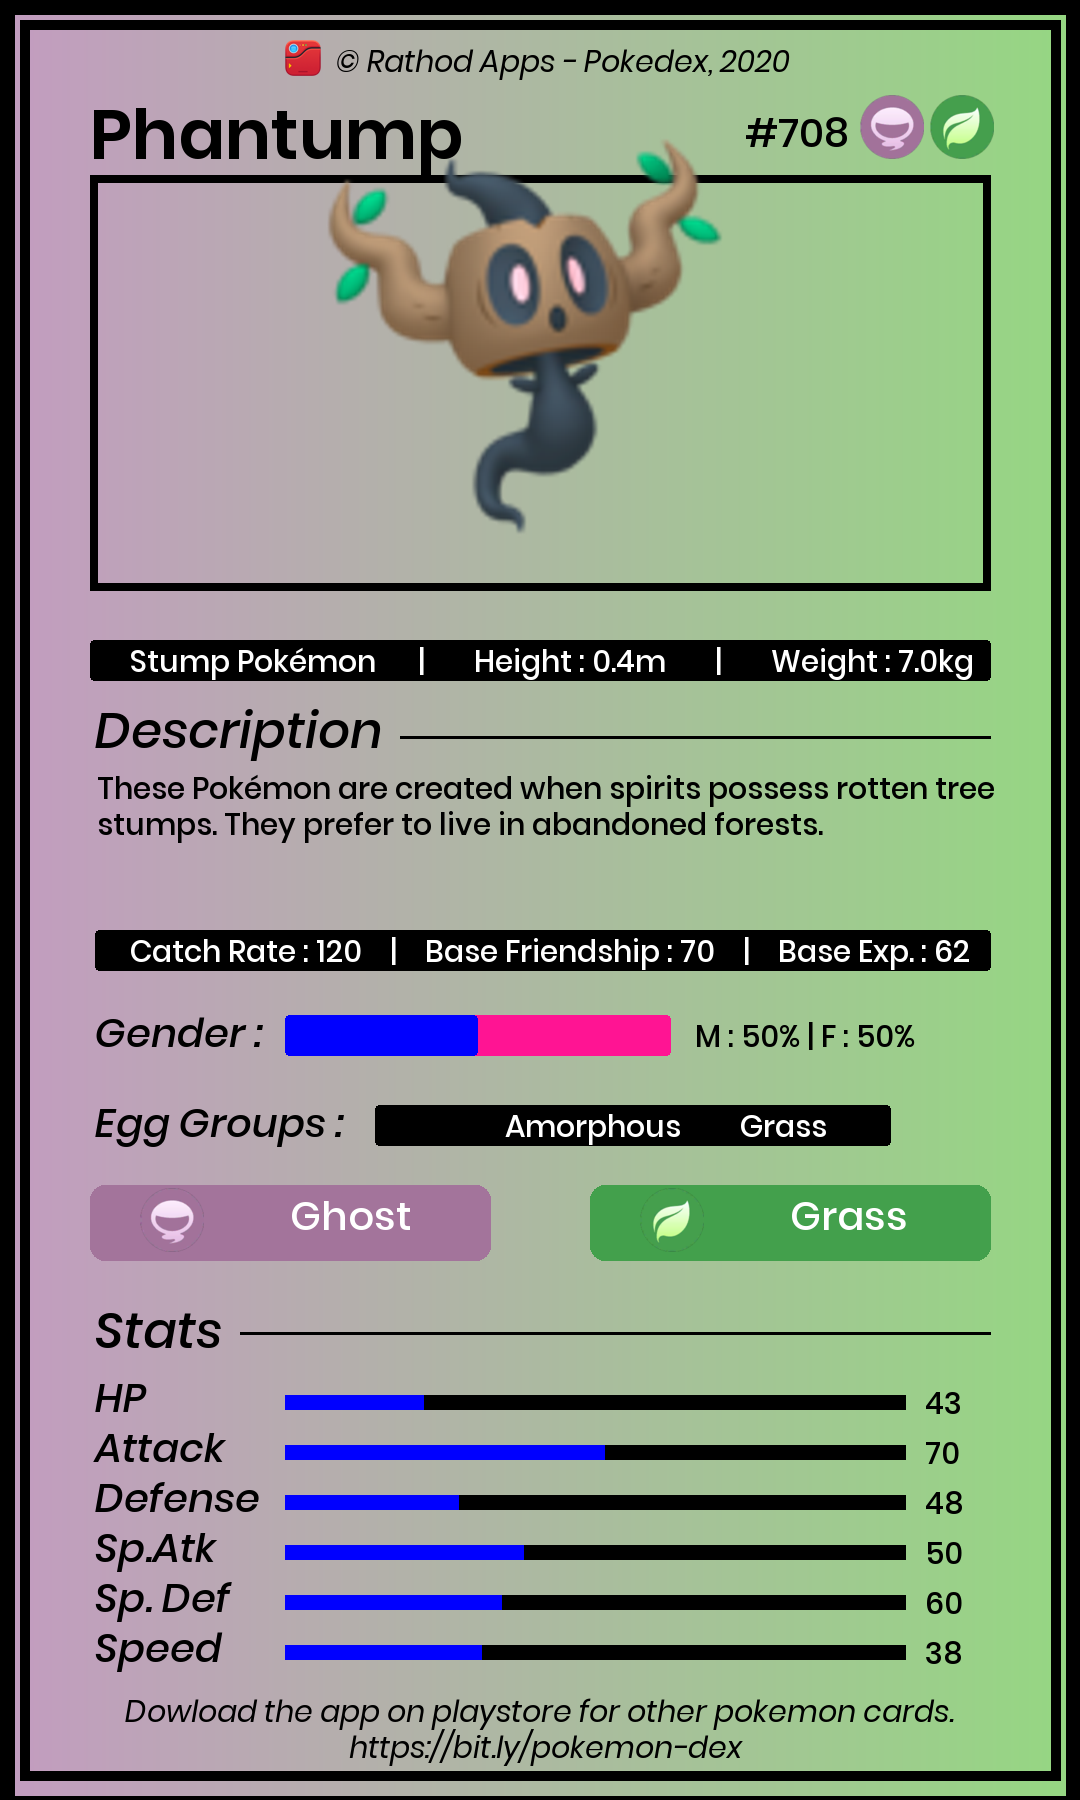 © Rathod Apps - Pokedex, 2020
Phantump #708
Stump Pokémon | Height : 0.4m | Weight : 7.0kg
Description
These Pokémon are created when spirits possess rotten tree
stumps. They prefer to live in abandoned forests.
Catch Rate : 120 | Base Friendship : 70 | Base Exp. : 62
Gender : M : 50% | F : 50%
Egg Groups : Amorphous Grass
Ghost Grass
Stats
HP 43
Attack 70
Defense 48
Sp.Atk 50
Sp. Def 60
Speed 38
Dowload the app on playstore for other pokemon cards.
https://bit.ly/pokemon-dex